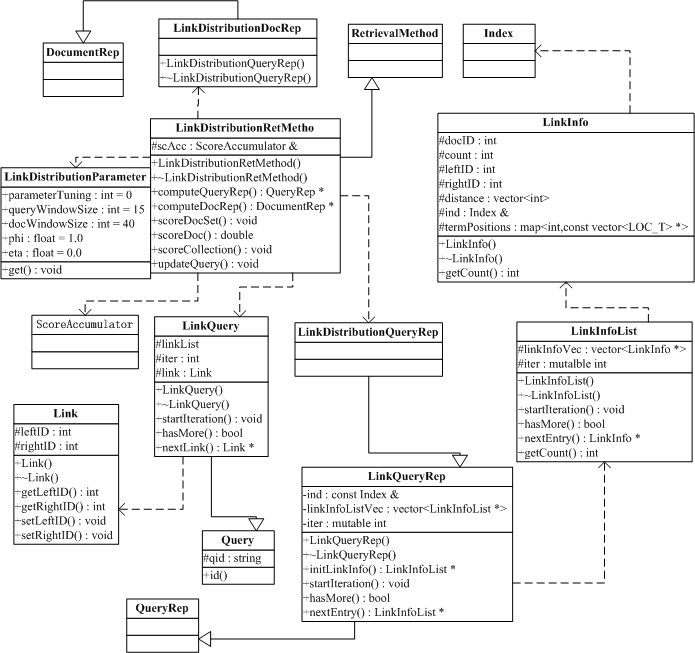 DocumentRep
LinkDistributionDocRep
+LinkDistributionQueryRep()
+~LinkDistributionQueryRep()
RetrievalMethod
Index
LinkDistributionRetMetho
#scAcc : ScoreAccumulator &
+LinkDistributionRetMethod()
+~LinkDistributionRetMethod()
+computeQueryRep() : QueryRep *
+computeDocRep() : DocumentRep *
+scoreDocSet() : void
+scoreDoc() : double
+scoreCollection() : void
+updateQuery() : void
LinkInfo
#docID : int
#count : int
#leftID : int
#rightID : int
#distance : vector<int>
#ind : Index &
#termPositions : map<int,const vector<LOC_T> *>
+LinkInfo()
+~LinkInfo()
+getCount() : int
LinkDistributionParameter
+parameterTuning : int = 0
+queryWindowSize : int = 15
+docWindowSize : int = 40
+phi : float = 1.0
+eta : float = 0.0
+get() : void
ScoreAccumulator
LinkQuery
#linkList
#iter : int
#link : Link
+LinkQuery()
+~LinkQuery()
+startIteration() : void
+hasMore() : bool
+nextLink() : Link *
LinkDistributionQueryRep
LinkInfoList
#linkInfoVec : vector<LinkInfo *>
#iter : mutalble int
+LinkInfoList()
+~LinkInfoList()
+startIteration() : void
+hasMore() : bool
+nextEntry() : LinkInfo *
+getCount() : int
Link
#leftID : int
#rightID : int
+Link()
+~Link()
+getLeftID() : int
+getRightID() : int
+setLeftID() : void
+setRightID() : void
LinkQueryRep
-ind : const Index &
-linkInfoListVec : vector<LinkInfoList *>
-iter : mutable int
+LinkQueryRep()
+~LinkQueryRep()
+initLinkInfo() : LinkInfoList *
+startIteration() : void
+hasMore() : bool
+nextEntry() : LinkInfoList *
Query
#qid : string
+id()
QueryRep